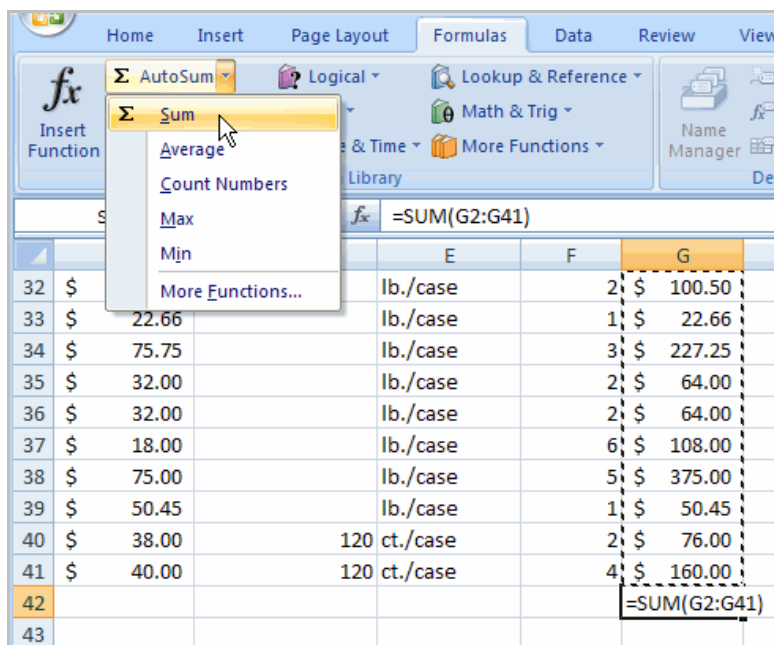 Home Insert Page Layout Formulas Data Review View
fx Σ AutoSum Logical Lookup & Reference
Insert Function
Σ Sum
Average
Count Numbers
Max
Min
More Functions...
Math & Trig
& Time More Functions
Name Manager
Library
fx =SUM(G2:G41)
E F G
32 $ lb./case 2 $ 100.50
33 $ 22.66 lb./case 1 $ 22.66
34 $ 75.75 lb./case 3 $ 227.25
35 $ 32.00 lb./case 2 $ 64.00
36 $ 32.00 lb./case 2 $ 64.00
37 $ 18.00 lb./case 6 $ 108.00
38 $ 75.00 lb./case 5 $ 375.00
39 $ 50.45 lb./case 1 $ 50.45
40 $ 38.00 120 ct./case 2 $ 76.00
41 $ 40.00 120 ct./case 4 $ 160.00
42 =SUM(G2:G41)
43